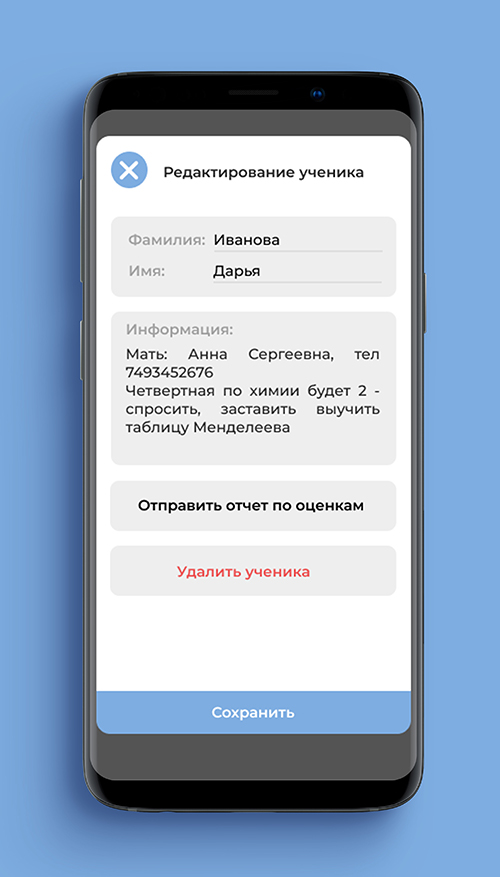 Редактирование ученика
Фамилия: Иванова
Имя: Дарья
Информация:
Мать: Анна Сергеевна, тел
7493452676
Четвертная по химии будет 2 -
спросить, заставить выучить
таблицу Менделеева
Отправить отчет по оценкам
Удалить ученика
Сохранить